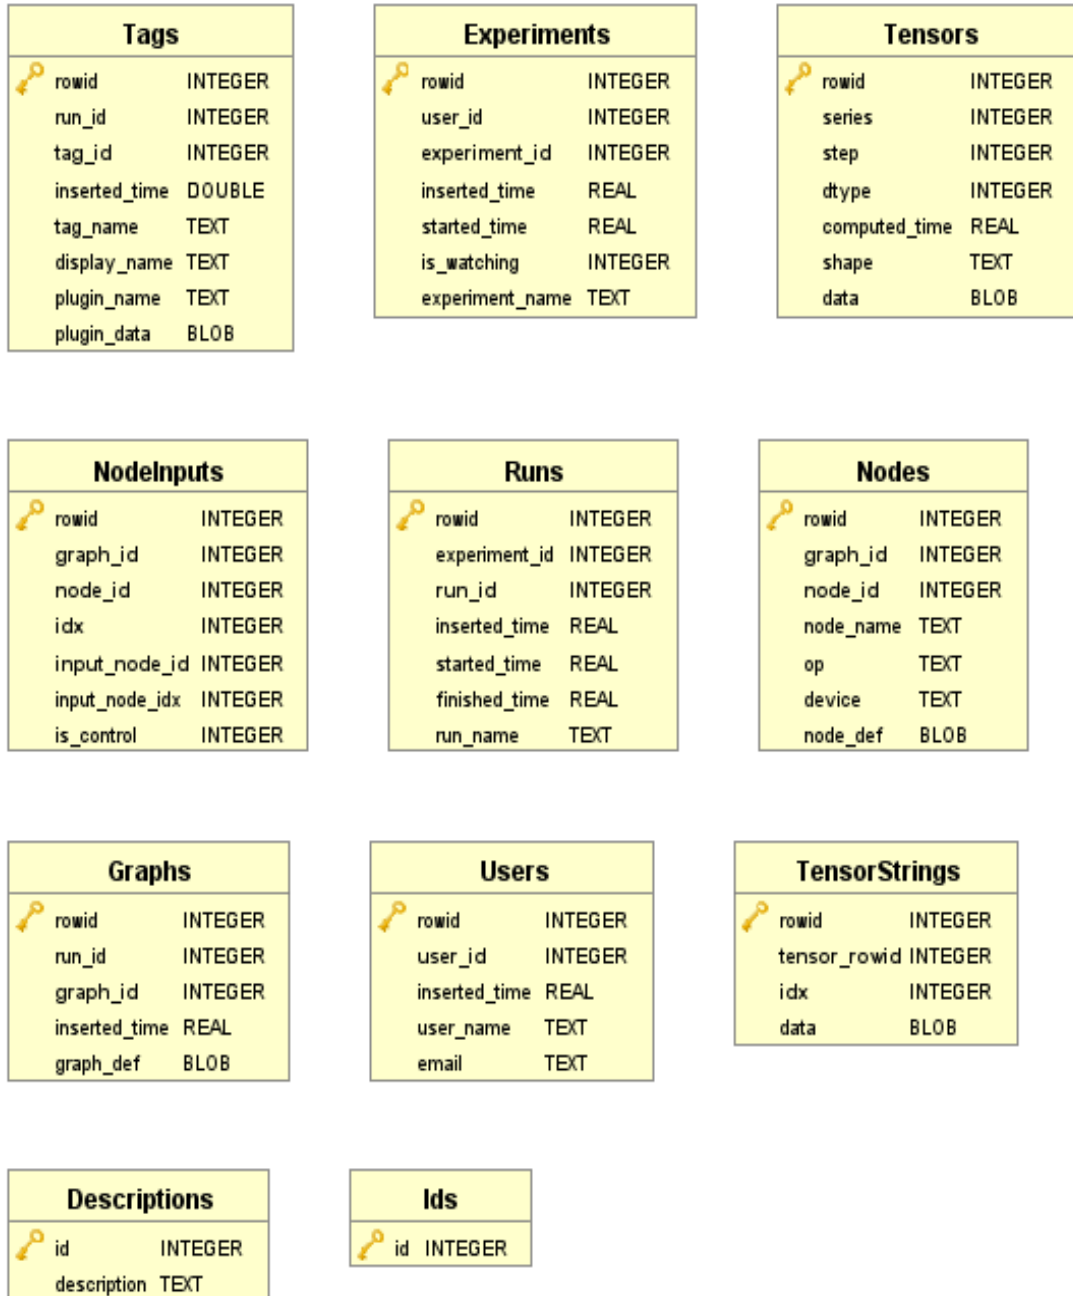 Tags
rowid INTEGER
run_id INTEGER
tag_id INTEGER
inserted_time DOUBLE
tag_name TEXT
display_name TEXT
plugin_name TEXT
plugin_data BLOB
Experiments
rowid INTEGER
user_id INTEGER
experiment_id INTEGER
inserted_time REAL
started_time REAL
is_watching INTEGER
experiment_name TEXT
Tensors
rowid INTEGER
series INTEGER
step INTEGER
dtype INTEGER
computed_time REAL
shape TEXT
data BLOB
NodeInputs
rowid INTEGER
graph_id INTEGER
node_id INTEGER
idx INTEGER
input_node_id INTEGER
input_node_idx INTEGER
is_control INTEGER
Runs
rowid INTEGER
experiment_id INTEGER
run_id INTEGER
inserted_time REAL
started_time REAL
finished_time REAL
run_name TEXT
Nodes
rowid INTEGER
graph_id INTEGER
node_id INTEGER
node_name TEXT
op TEXT
device TEXT
node_def BLOB
Graphs
rowid INTEGER
run_id INTEGER
graph_id INTEGER
inserted_time REAL
graph_def BLOB
Users
rowid INTEGER
user_id INTEGER
inserted_time REAL
user_name TEXT
email TEXT
TensorStrings
rowid INTEGER
tensor_rowid INTEGER
idx INTEGER
data BLOB
Descriptions
id INTEGER
description TEXT
Ids
id INTEGER